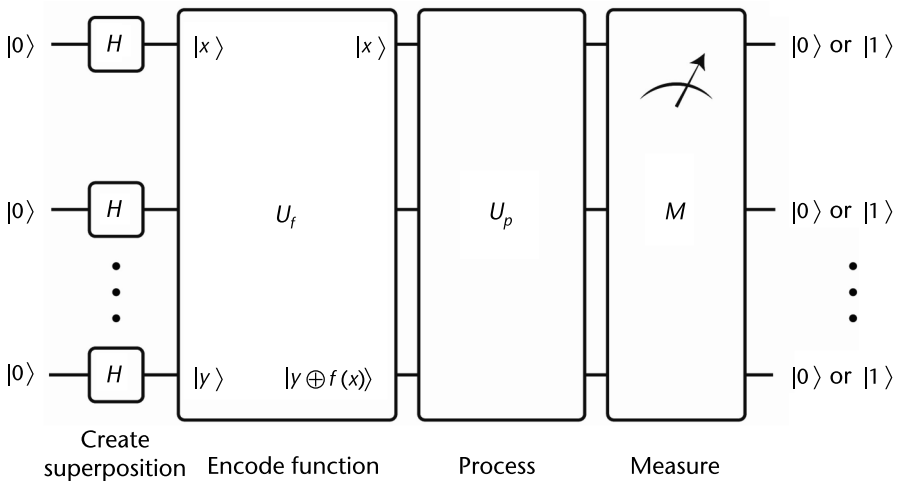 |0⟩ H |x⟩ |x⟩ |0⟩ or |1⟩
|0⟩ H U_f U_p M |0⟩ or |1⟩
|0⟩ H |y⟩ |y ⊕ f (x)⟩ |0⟩ or |1⟩
Create
superposition Encode function Process Measure